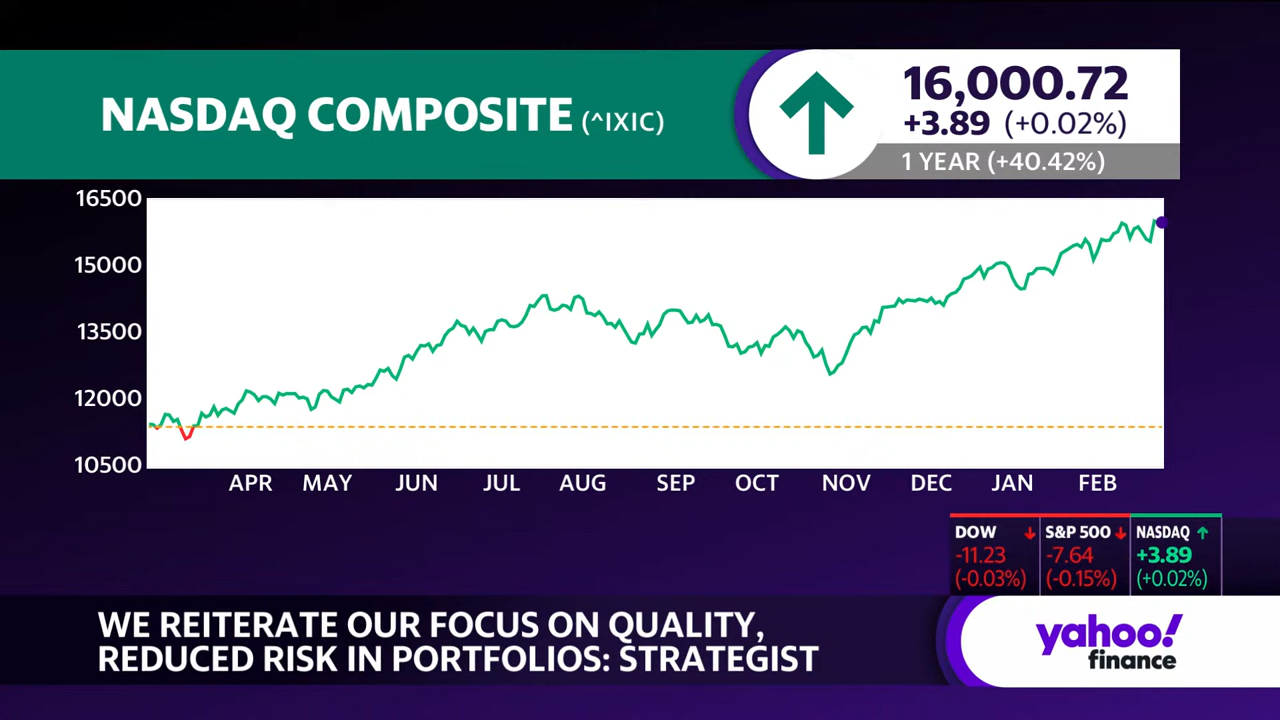 NASDAQ COMPOSITE (^IXIC)
16,000.72
+3.89 (+0.02%)
1 YEAR (+40.42%)
16500
15000
13500
12000
10500
APR MAY JUN JUL AUG SEP OCT NOV DEC JAN FEB
DOW
-11.23
(-0.03%)
S&P 500
-7.64
(-0.15%)
NASDAQ
+3.89
(+0.02%)
WE REITERATE OUR FOCUS ON QUALITY,
REDUCED RISK IN PORTFOLIOS: STRATEGIST
yahoo!
finance